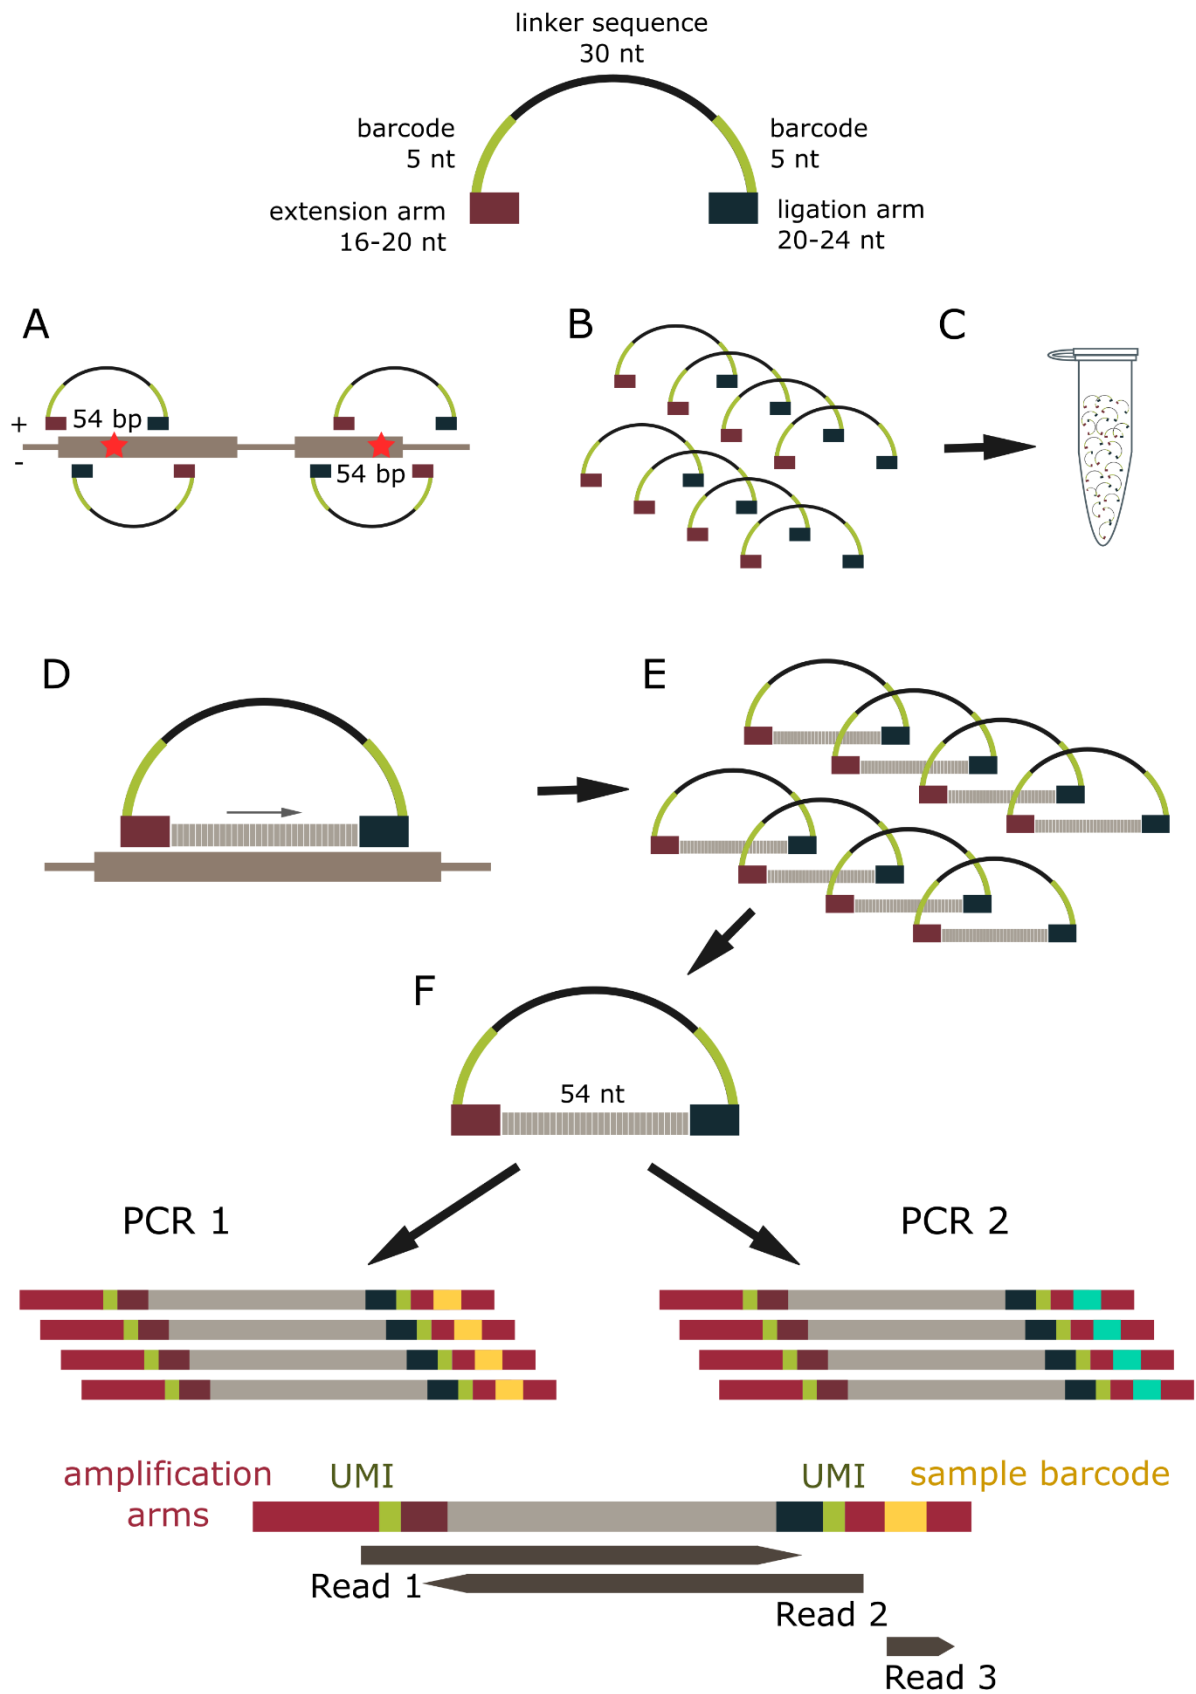 linker sequence
30 nt
barcode
5 nt
barcode
5 nt
extension arm
16-20 nt
ligation arm
20-24 nt
A
B
C
54 bp
+
-
54 bp
D
E
F
54 nt
PCR 1
PCR 2
amplification
arms
UMI
UMI
sample barcode
Read 1
Read 2
Read 3